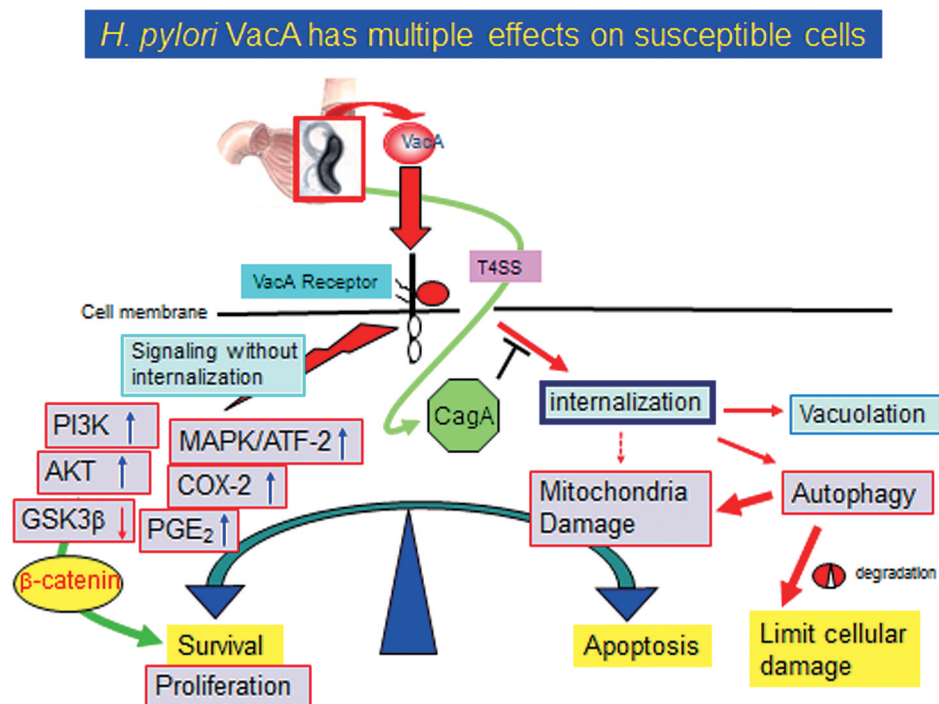 H. pylori VacA has multiple effects on susceptible cells
VacA
T4SS
VacA Receptor
Cell membrane
Signaling without
internalization
CagA
internalization
Vacuolation
PI3K ↑
AKT ↑
GSK3β ↓
MAPK/ATF-2 ↑
COX-2 ↑
PGE₂ ↑
Mitochondria
Damage
Autophagy
β-catenin
degradation
Survival
Proliferation
Apoptosis
Limit cellular
damage